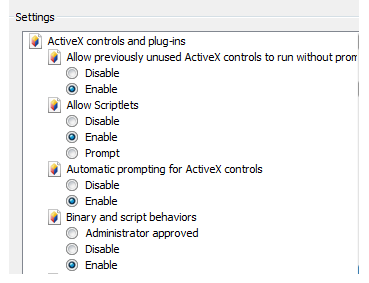 Settings
ActiveX controls and plug-ins
Allow previously unused ActiveX controls to run without
Disable
Enable
Allow Scriptlets
Disable
Enable
Prompt
Automatic prompting for ActiveX controls
Disable
Enable
Binary and script behaviors
Administrator approved
Disable
Enable